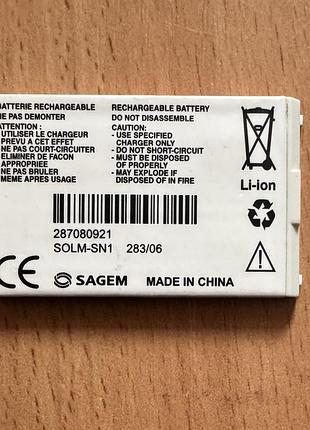 BATTERIE RECHARGEABLE
NE PAS DEMONTER
ATTENTION :
UTILISER LE CHARGEUR
PREVU A CET EFFET
NE PAS COURT-CIRCUITER
ELIMINER DE FACON
APPROPRIEE
NE PAS BRULER
MEME APRES USAGE
RECHARGEABLE BATTERY
DO NOT DISASSEMBLE
CAUTION:
- USE SPECIFIED
CHARGER ONLY
- DO NOT SHORT-CIRCUIT
- MUST BE DISPOSED
OF PROPERLY
- MAY EXPLODE IF
DISPOSED OF IN FIRE
Li-ion
287080921
SOLM-SN1 283/06
CE SAGEM MADE IN CHINA